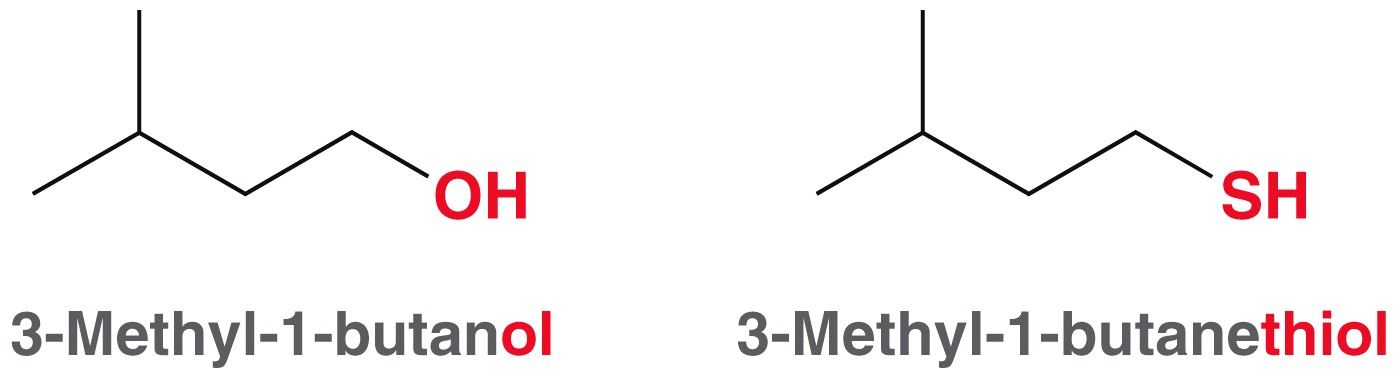 OH
SH
3-Methyl-1-butanol
3-Methyl-1-butanethiol